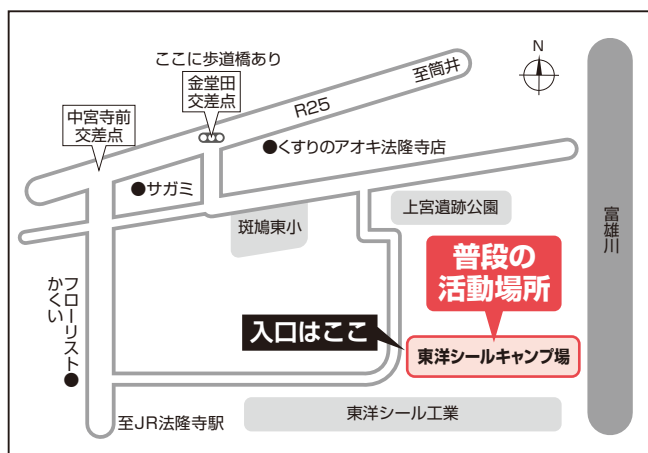 ここに歩道橋あり
金堂田
交差点
中宮寺前
交差点
R25
至筒井
N
●くすりのアオキ法隆寺店
●サガミ
斑鳩東小
上宮遺跡公園
富雄川
普段の
活動場所
入口はここ
東洋シールキャンプ場
フローリスト●
かくい
至JR法隆寺駅
東洋シール工業